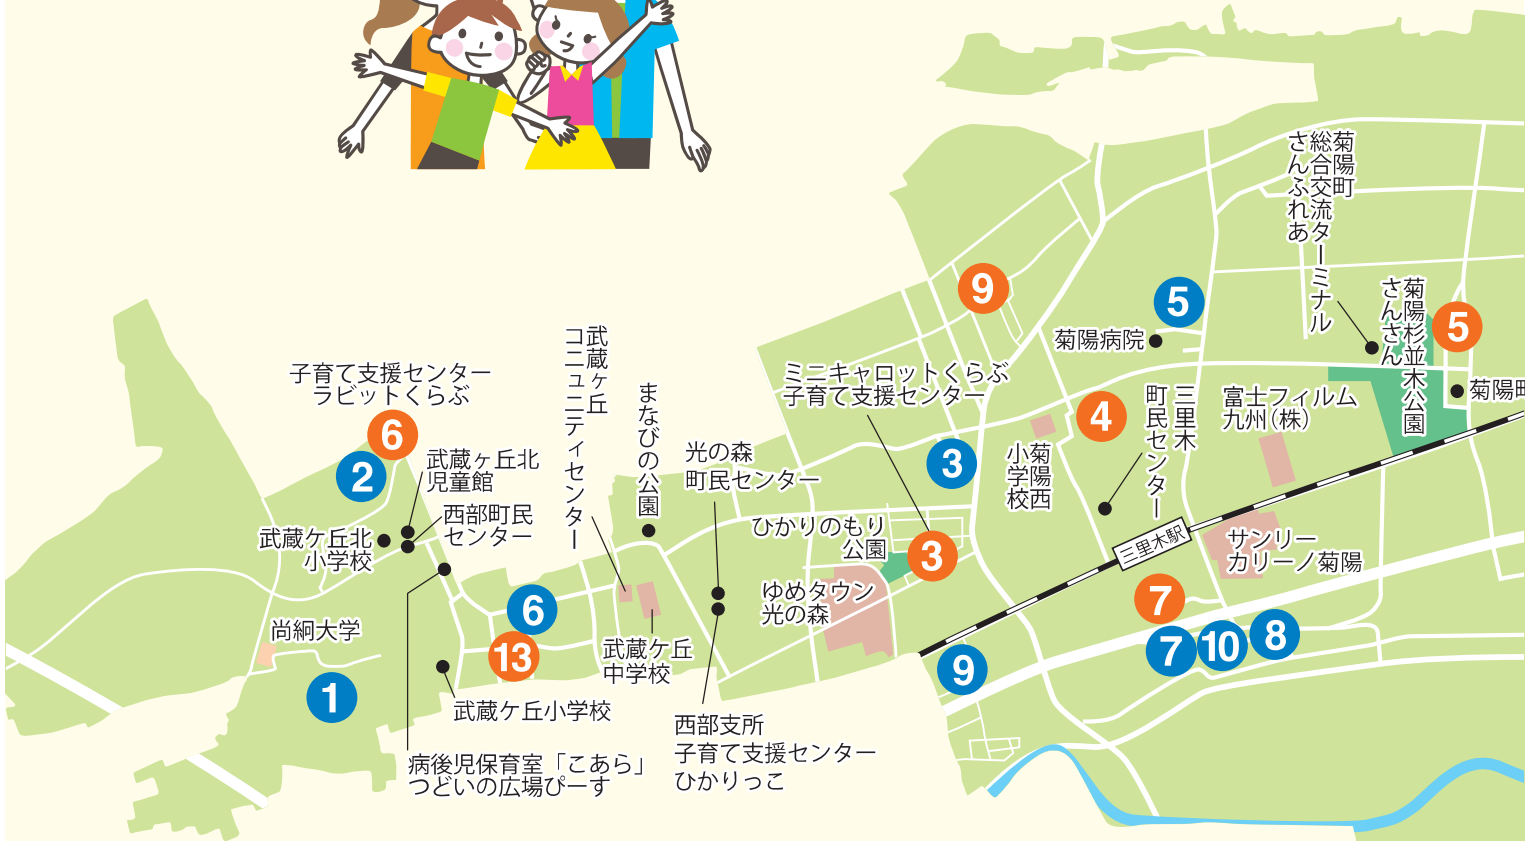 菊陽町
総合交流ターミナル
さんふれあ
菊陽杉並木公園
さんさん
9
5
5
菊陽病院
菊陽町
ミニキャロットくらぶ
子育て支援センター
富士フィルム
九州（株）
4
三里木
町民センター
菊陽西
小学校
3
子育て支援センター
ラビットくらぶ
6
2
武蔵ヶ丘北
児童館
西部町民
センター
武蔵ケ丘北
小学校
武蔵ヶ丘
コニュニティセンター
まなびの公園
光の森
町民センター
ひかりのもり
公園
3
三里木駅
サンリー
カリーノ菊陽
ゆめタウン
光の森
7
7
10
8
9
6
13
尚絅大学
1
武蔵ケ丘
中学校
武蔵ケ丘小学校
西部支所
子育て支援センター
ひかりっこ
病後児保育室「こあら」
つどいの広場ぴーす